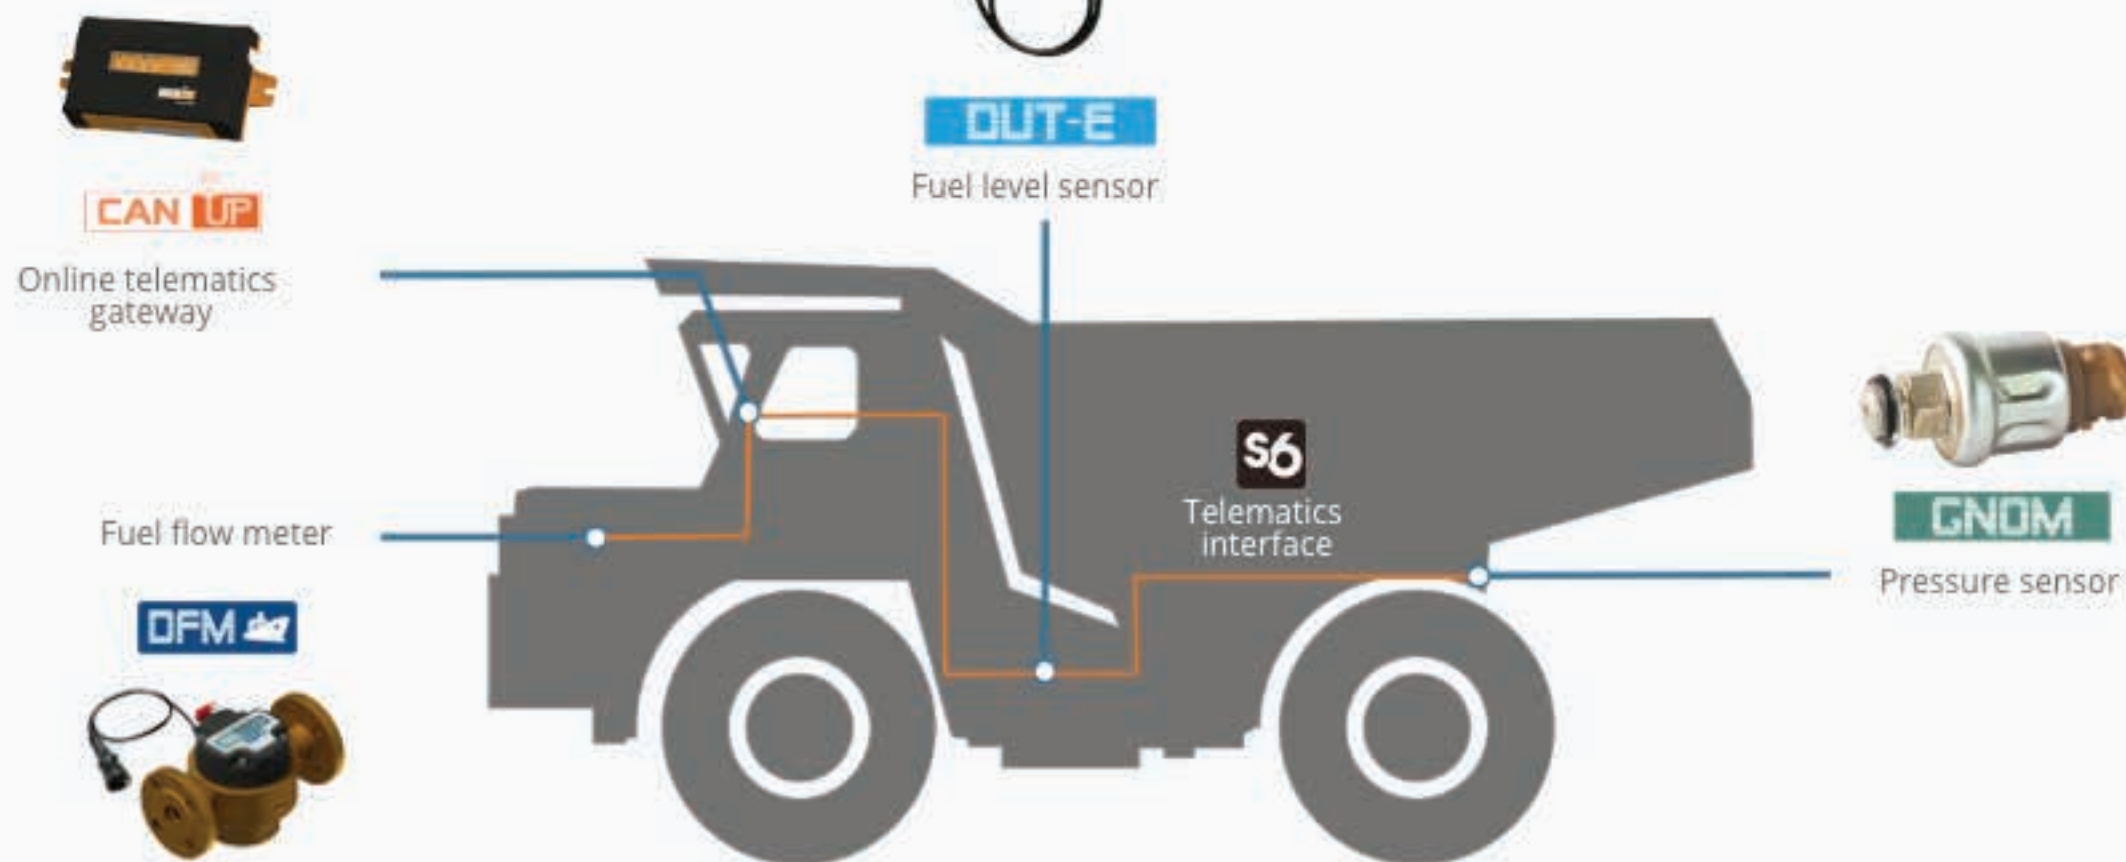 DUT-E
Fuel level sensor
CAN UP
Online telematics
gateway
S6
Telematics
interface
GNOM
Pressure sensor
Fuel flow meter
DFM